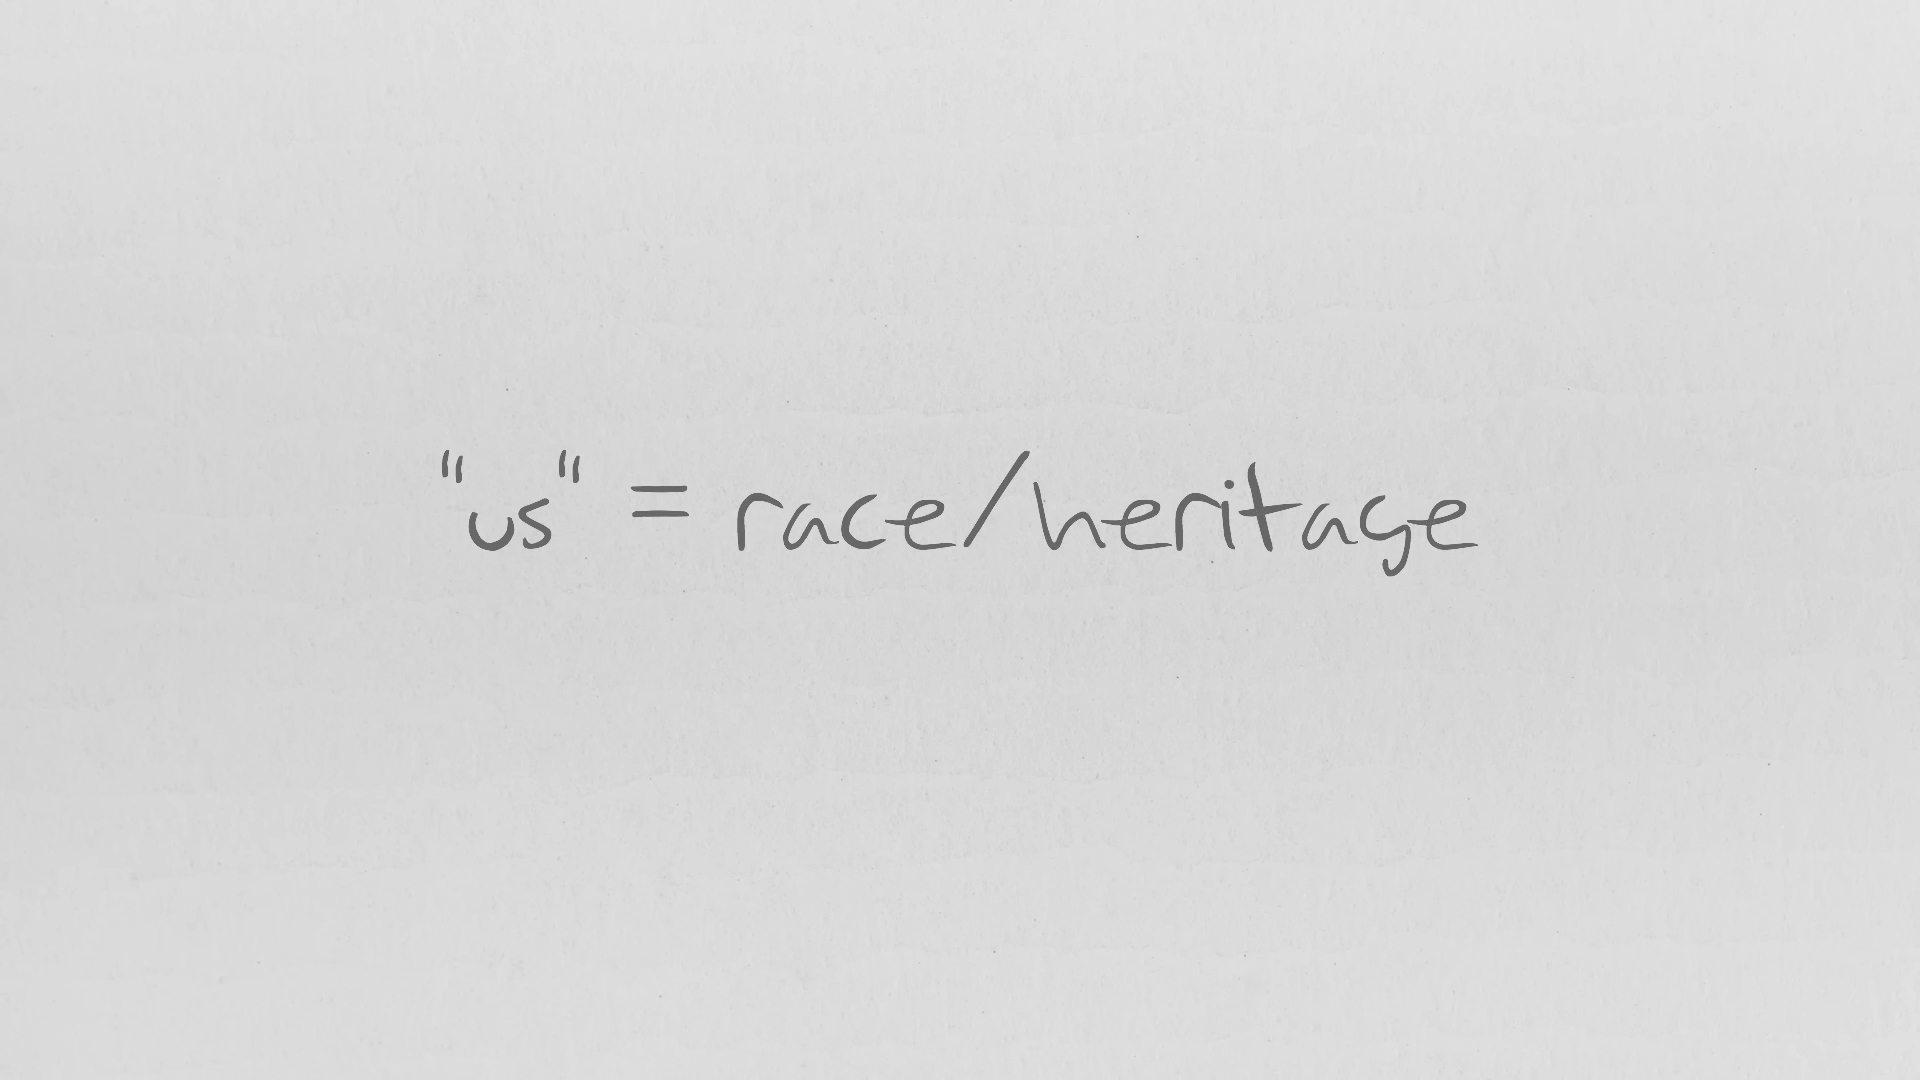 "us" = race/heritage